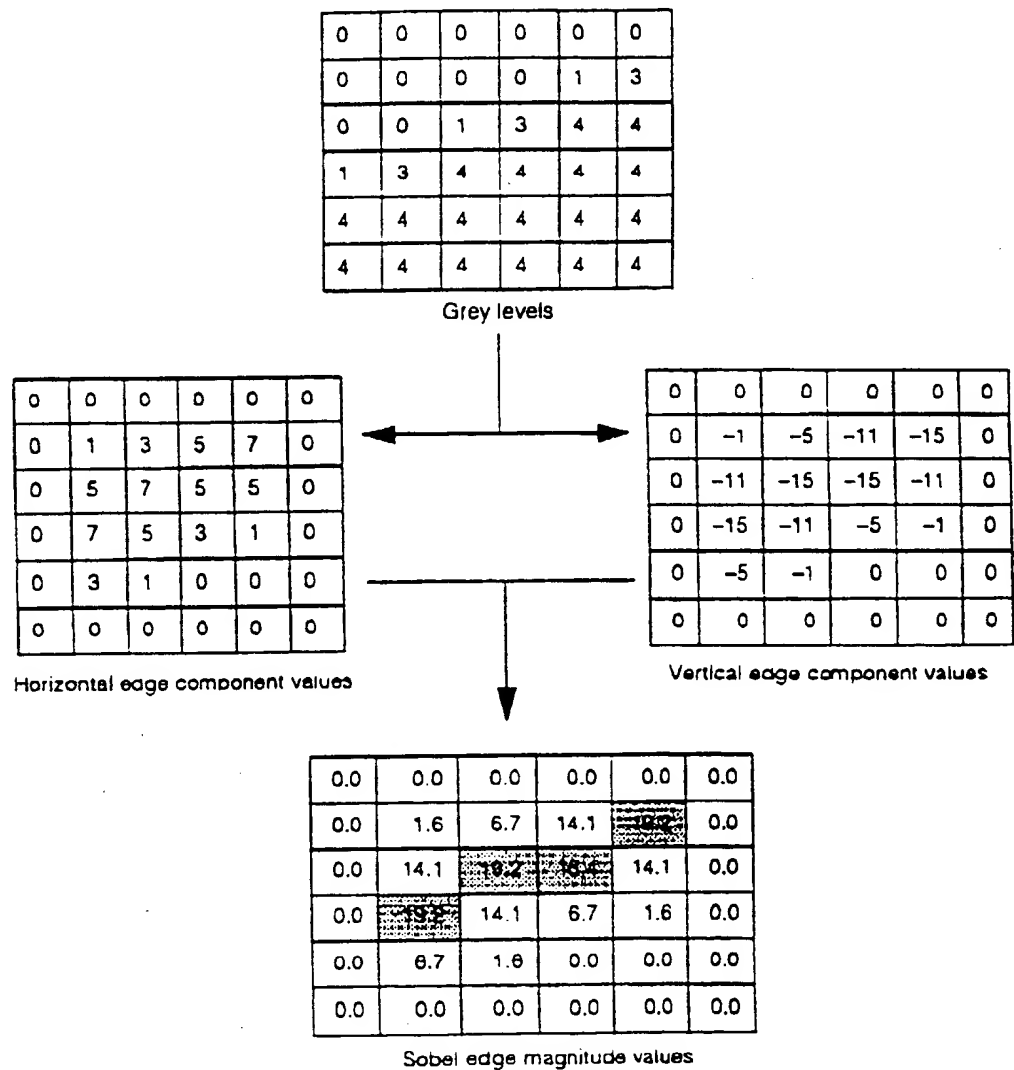 0 0 0 0 0 0
0 0 0 0 1 3
0 0 1 3 4 4
1 3 4 4 4 4
4 4 4 4 4 4
4 4 4 4 4 4
Grey levels
0 0 0 0 0 0
0 1 3 5 7 0
0 5 7 5 5 0
0 7 5 3 1 0
0 3 1 0 0 0
0 0 0 0 0 0
Horizontal edge component values
0 0 0 0 0 0
0 -1 -5 -11 -15 0
0 -11 -15 -15 -11 0
0 -15 -11 -5 -1 0
0 -5 -1 0 0 0
0 0 0 0 0 0
Vertical edge component values
0.0 0.0 0.0 0.0 0.0 0.0
0.0 1.6 6.7 14.1 0.0
0.0 14.1 19.2 14.1 0.0
0.0 19.2 14.1 6.7 1.6 0.0
0.0 6.7 1.6 0.0 0.0 0.0
0.0 0.0 0.0 0.0 0.0 0.0
Sobel edge magnitude values